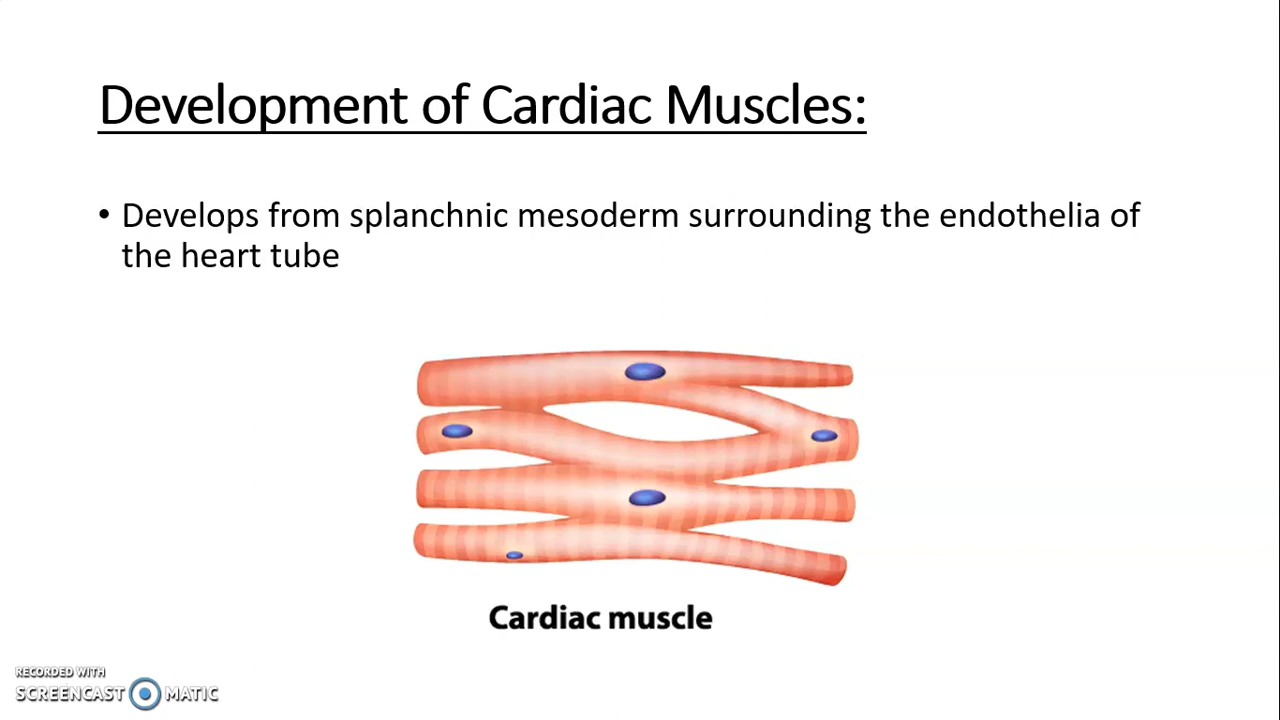 Development of Cardiac Muscles:
• Develops from splanchnic mesoderm surrounding the endothelia of
the heart tube
Cardiac muscle
RECORDED WITH
SCREENCAST MATIC